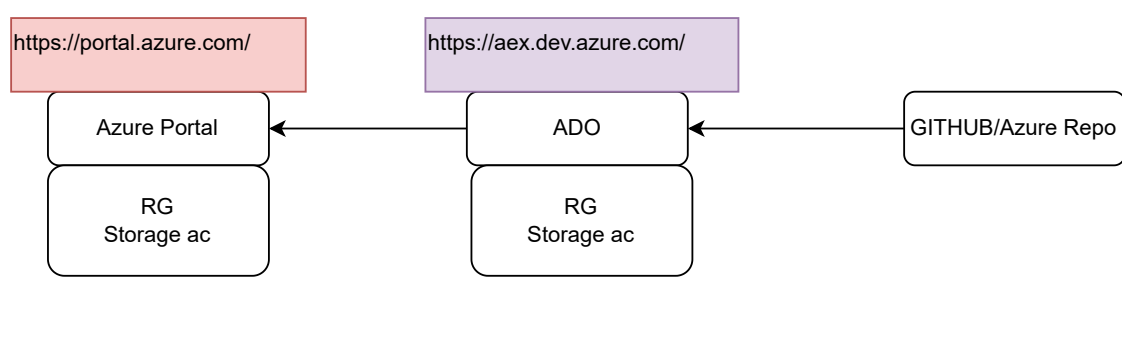 https://portal.azure.com/
https://aex.dev.azure.com/
Azure Portal
ADO
GITHUB/Azure Repo
RG
Storage ac
RG
Storage ac